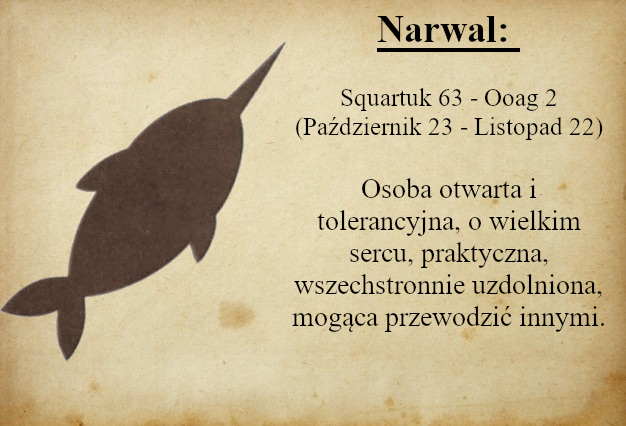 Narwal:
Squartuk 63 - Ooag 2
(Październik 23 - Listopad 22)
Osoba otwarta i
tolerancyjna, o wielkim
sercu, praktyczna,
wszechstronnie uzdolniona,
mogąca przewodzić innymi.